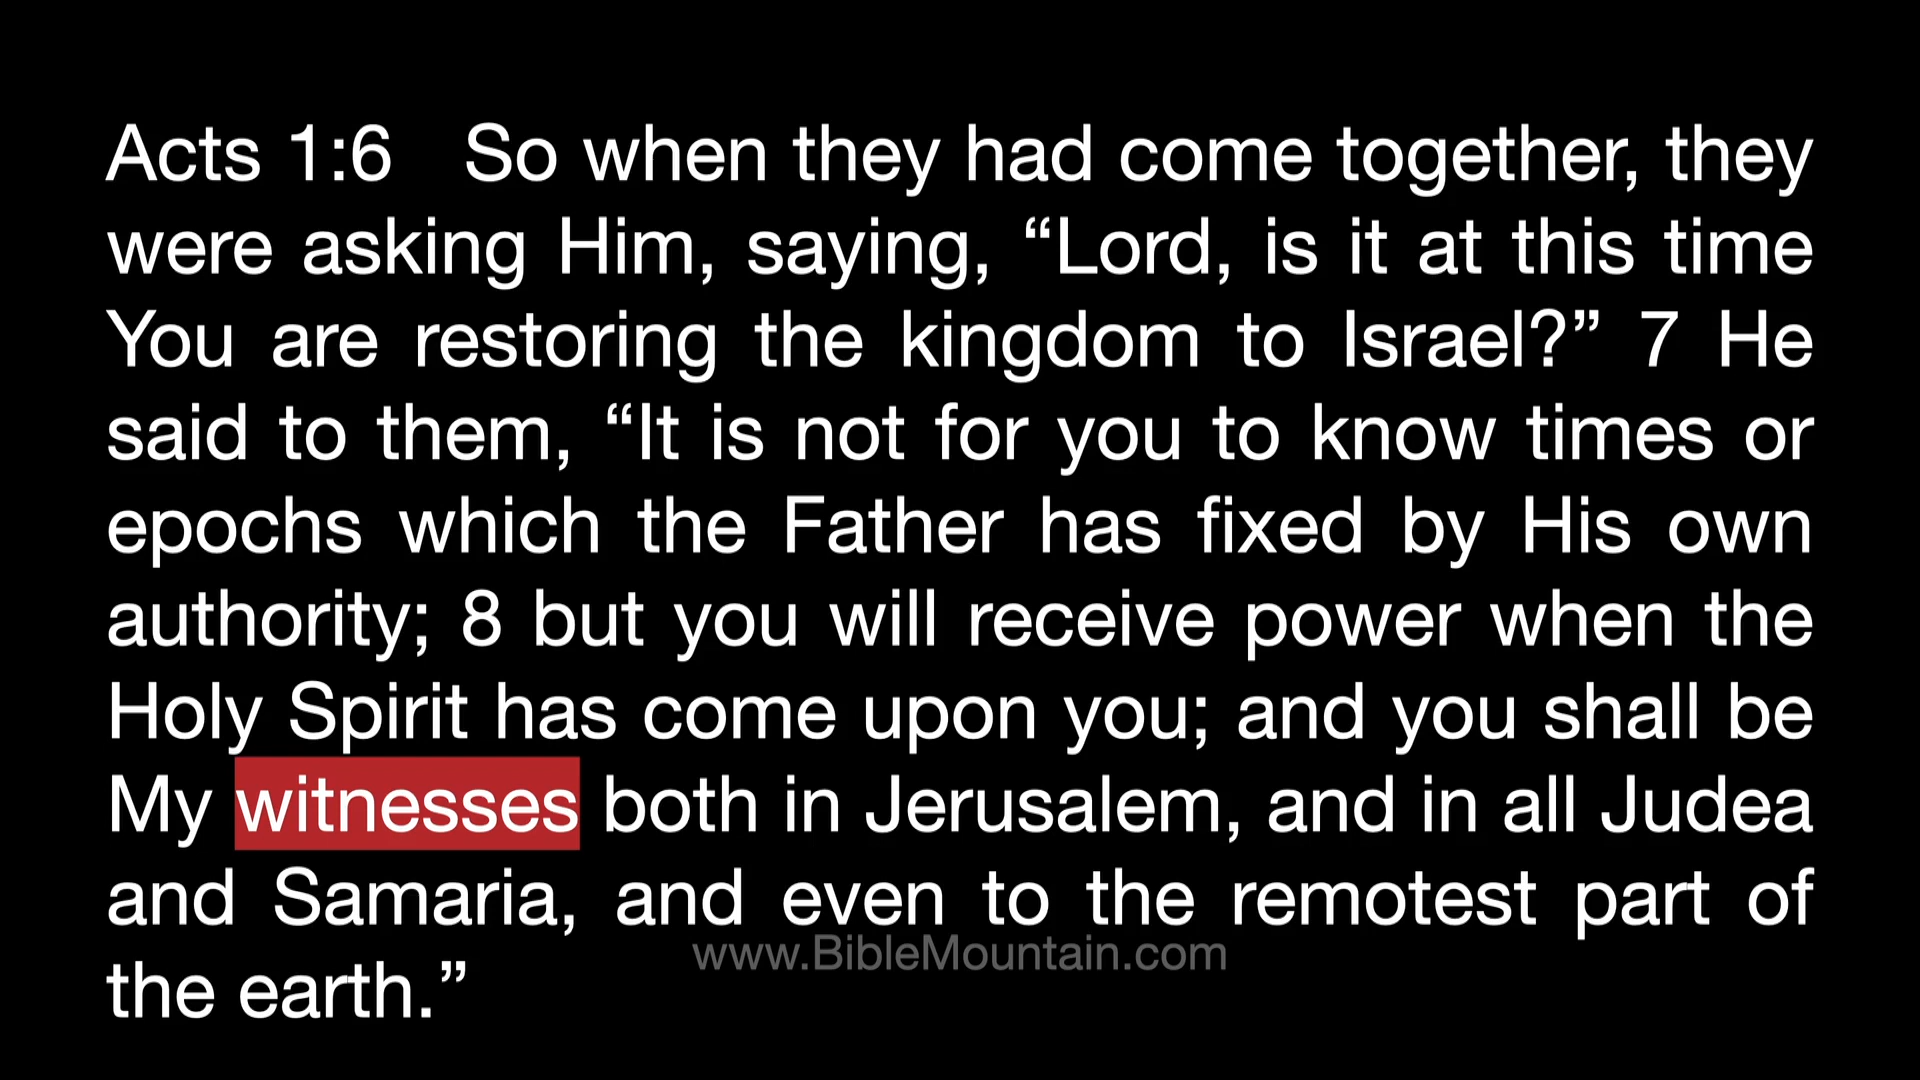 Acts 1:6 So when they had come together, they
were asking Him, saying, “Lord, is it at this time
You are restoring the kingdom to Israel?” 7 He
said to them, “It is not for you to know times or
epochs which the Father has fixed by His own
authority; 8 but you will receive power when the
Holy Spirit has come upon you; and you shall be
My witnesses both in Jerusalem, and in all Judea
and Samaria, and even to the remotest part of
www.BibleMountain.com
the earth.”